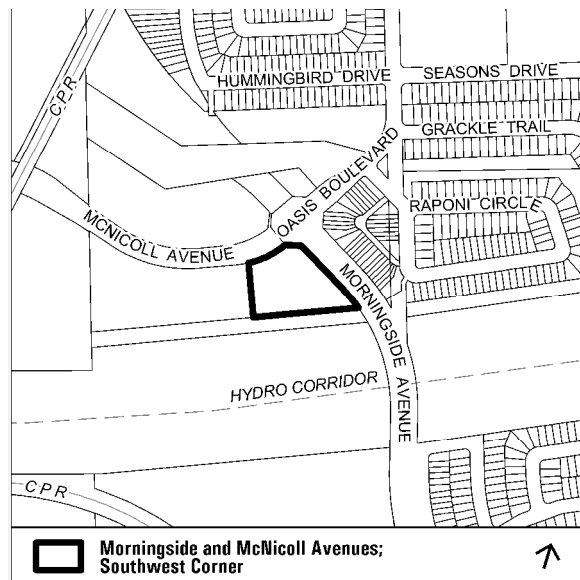 C.P.R
HUMMINGBIRD DRIVE
SEASONS DRIVE
GRACKLE TRAIL
OASIS BOULEVARD
RAPONI CIRCLE
MCNICOLL AVENUE
MORNINGSIDE AVENUE
HYDRO CORRIDOR
C.P.R
Morningside and McNicoll Avenues;
Southwest Corner